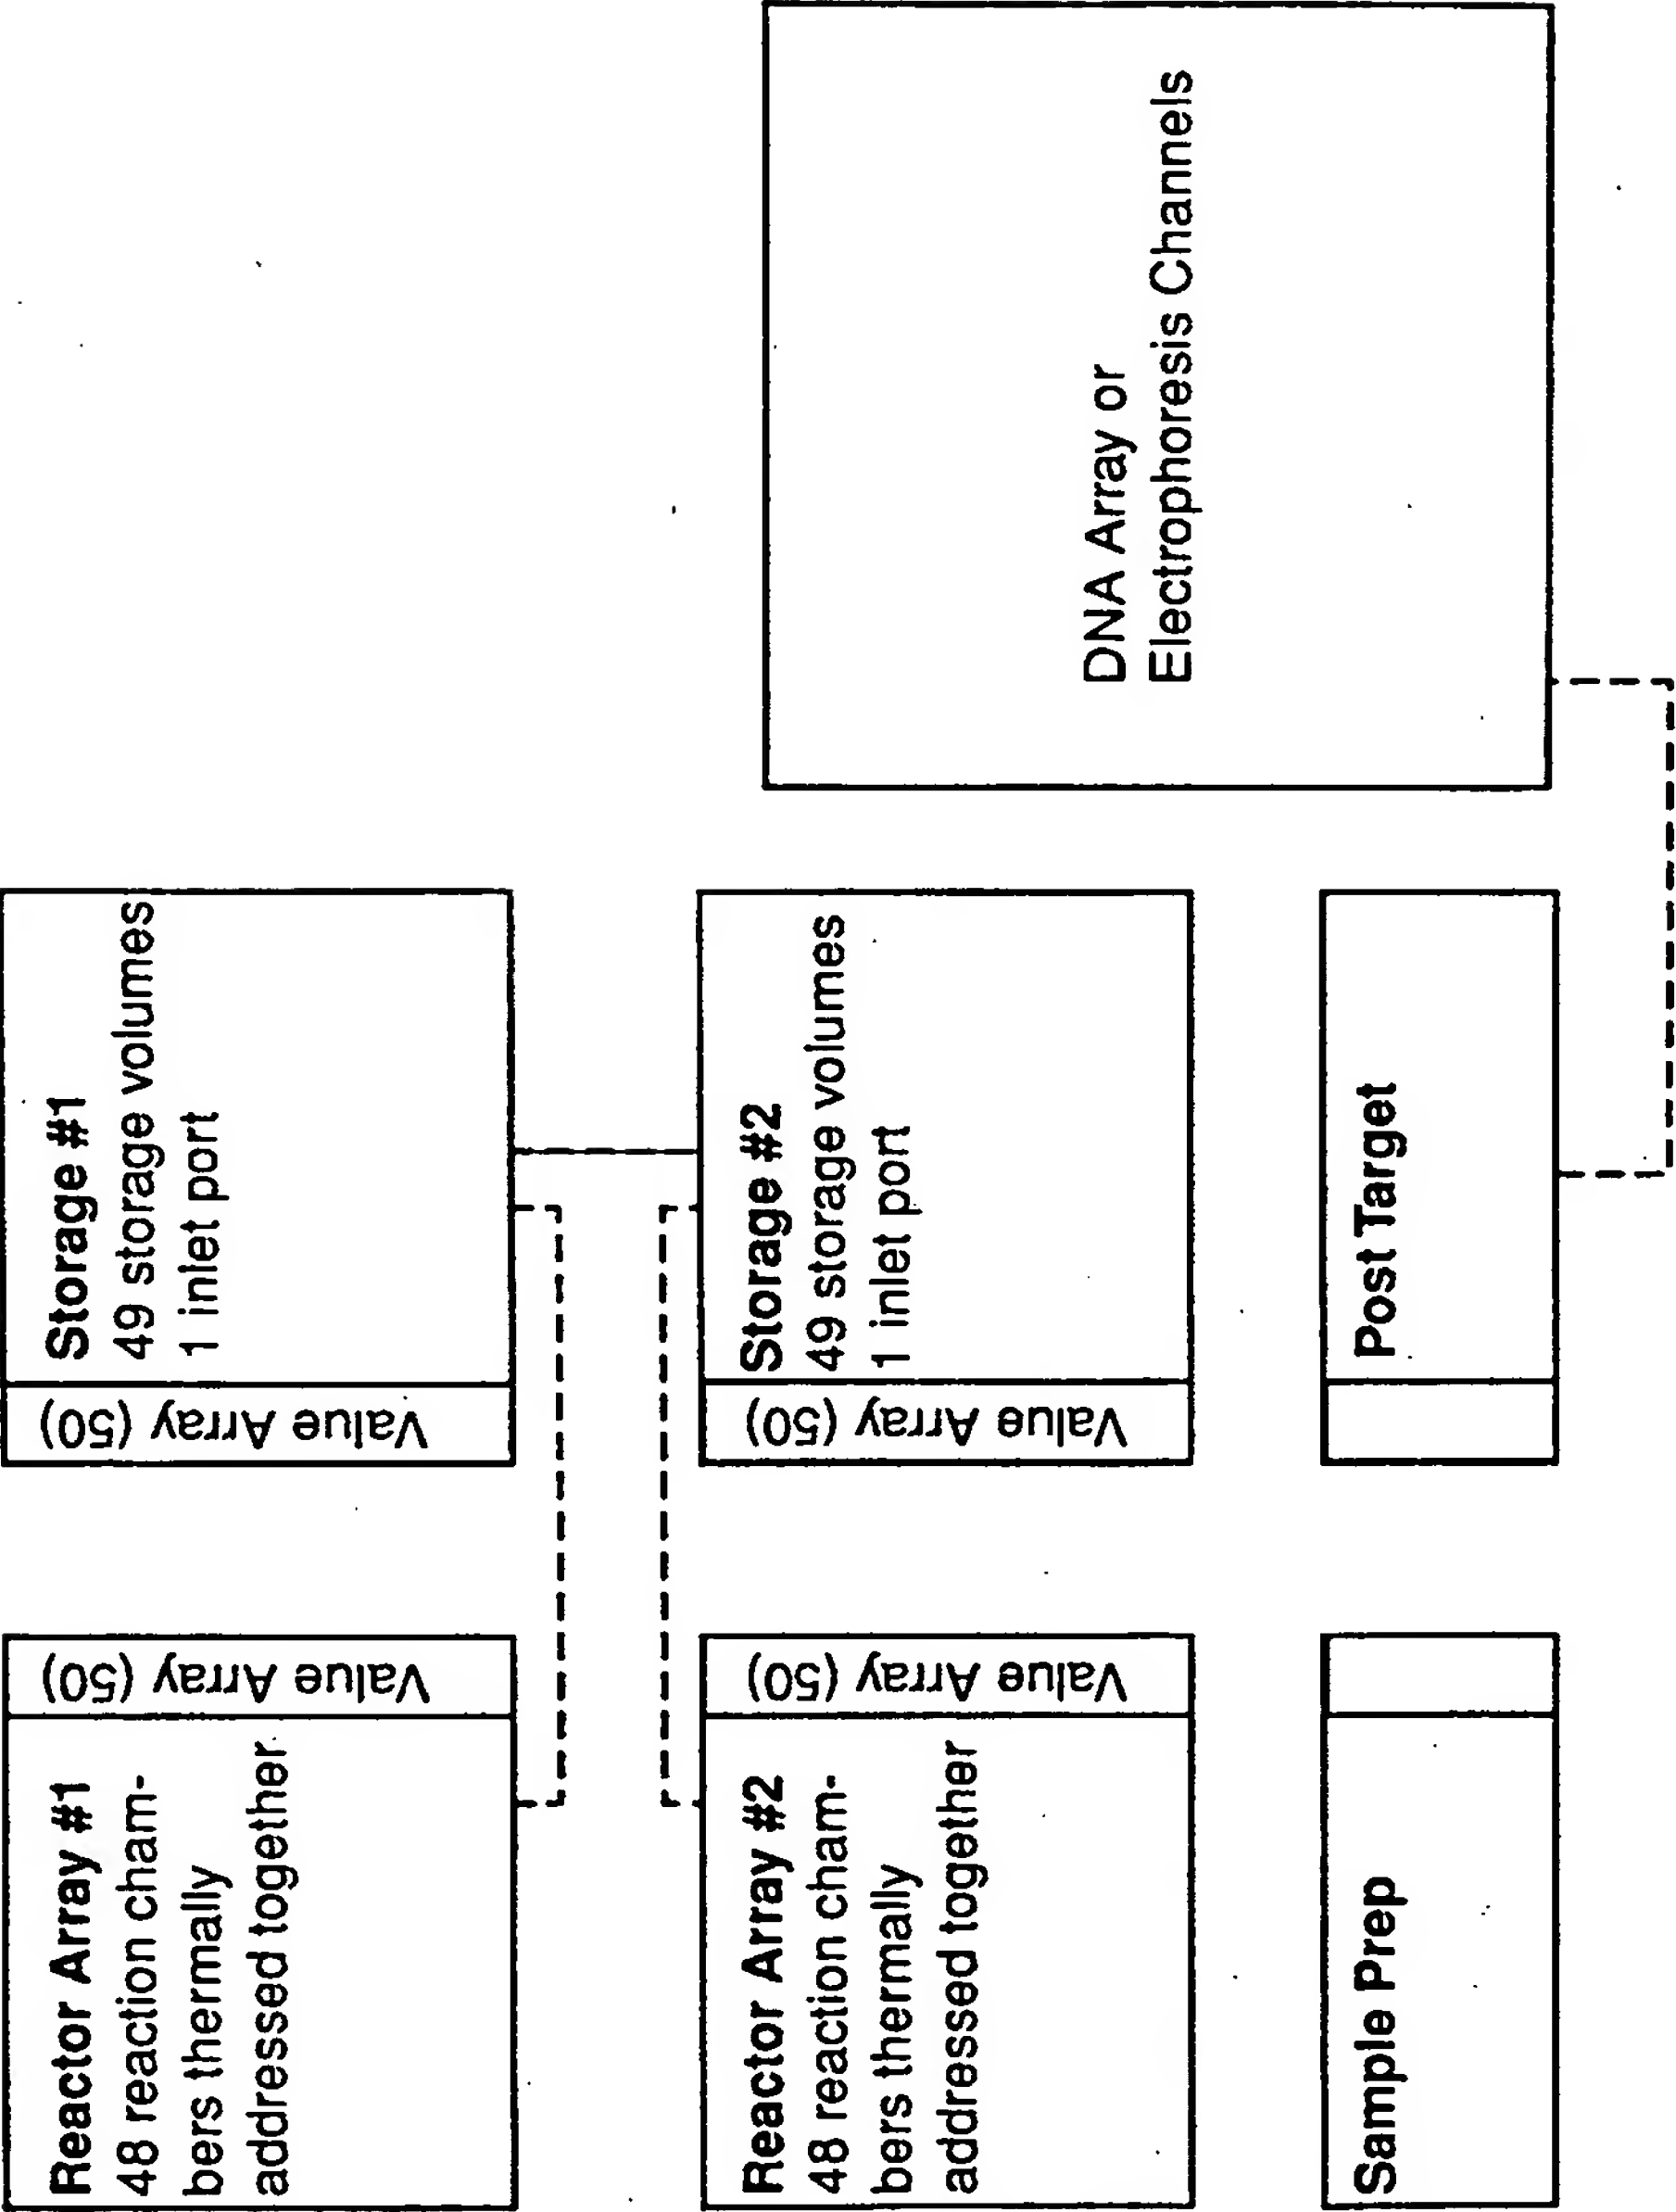 Reactor Array #1
48 reaction cham-
bers thermally
addressed together
Value Array (50)
Value Array (50)
Storage #1
49 storage volumes
1 inlet port
Reactor Array #2
48 reaction cham-
bers thermally
addressed together
Value Array (50)
Value Array (50)
Storage #2
49 storage volumes
1 inlet port
DNA Array or
Electrophoresis Channels
Sample Prep
Post Target